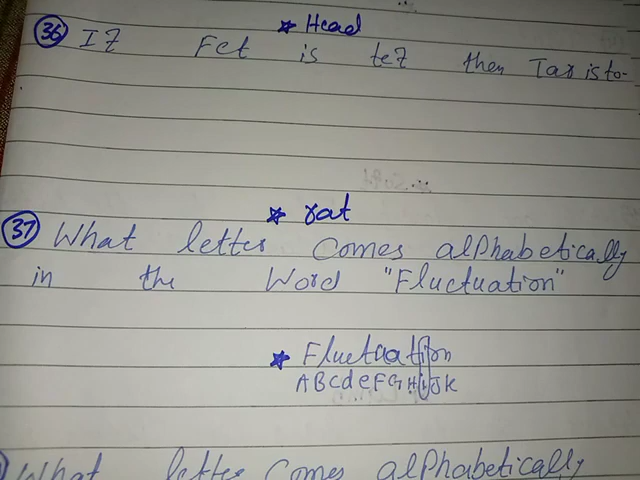 * Head
36 IF Fet is teF then Tar is to-
* rat
37 What letter comes alphabetically
in the Word "Fluctuation"
* Fluctuation
ABCdeFGHiJK
What letter comes alphabetically